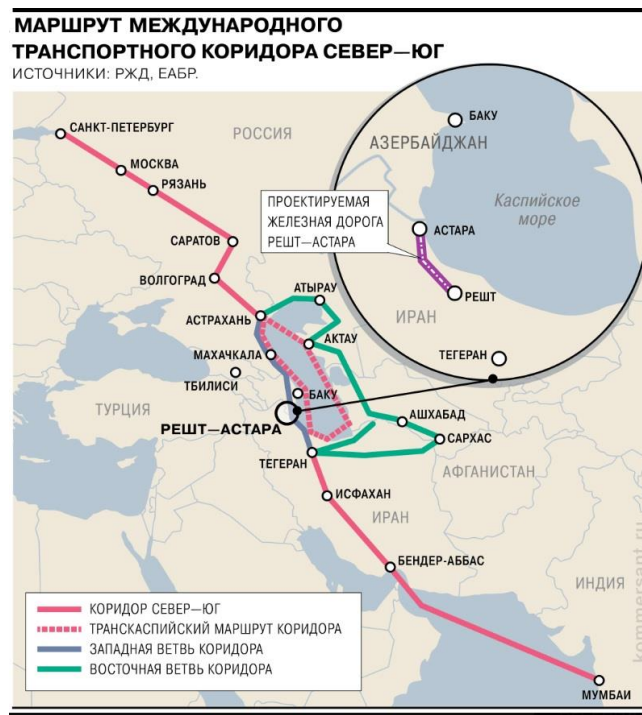 МАРШРУТ МЕЖДУНАРОДНОГО
ТРАНСПОРТНОГО КОРИДОРА СЕВЕР—ЮГ
ИСТОЧНИКИ: РЖД, ЕАБР.
САНКТ-ПЕТЕРБУРГ
РОССИЯ
МОСКВА
РЯЗАНЬ
САРАТОВ
ВОЛГОГРАД
АТЫРАУ
АСТРАХАНЬ
АКТАУ
МАХАЧКАЛА
ТБИЛИСИ
ТУРЦИЯ
БАКУ
РЕШТ—АСТАРА
АШХАБАД
САРХАС
ТЕГЕРАН
АФГАНИСТАН
ИСФАХАН
ИРАН
БЕНДЕР-АББАС
ИНДИЯ
МУМБАИ
БАКУ
АЗЕРБАЙДЖАН
Каспийское
море
ПРОЕКТИРУЕМАЯ
ЖЕЛЕЗНАЯ ДОРОГА
РЕШТ—АСТАРА
АСТАРА
РЕШТ
ИРАН
ТЕГЕРАН
КОРИДОР СЕВЕР—ЮГ
ТРАНСКАСПИЙСКИЙ МАРШРУТ КОРИДОРА
ЗАПАДНАЯ ВЕТВЬ КОРИДОРА
ВОСТОЧНАЯ ВЕТВЬ КОРИДОРА
kommersant.ru